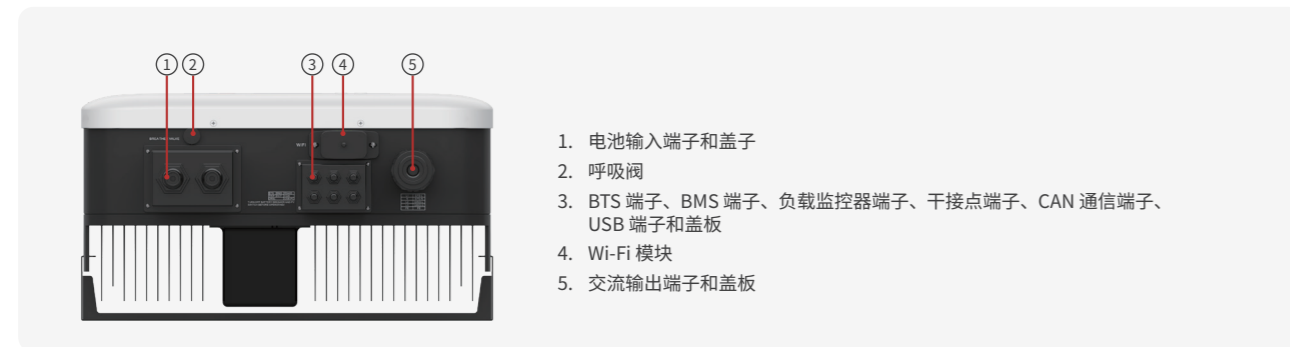 ① ② ③ ④ ⑤
1. 电池输入端子和盖子
2. 呼吸阀
3. BTS 端子、BMS 端子、负载监控器端子、干接点端子、CAN 通信端子、
USB 端子和盖板
4. Wi-Fi 模块
5. 交流输出端子和盖板